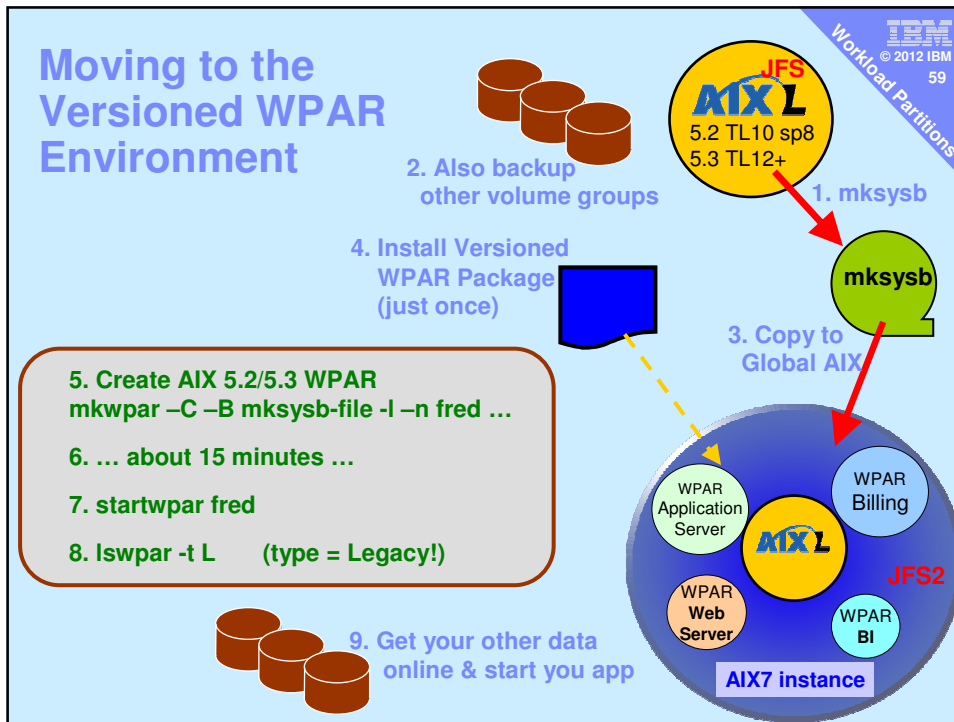 Moving to the
Versioned WPAR
Environment
IBM
© 2012 IBM
59
Workload Partitions
JFS
AIX L
5.2 TL10 sp8
5.3 TL12+
1. mksysb
mksysb
2. Also backup
other volume groups
3. Copy to
Global AIX
4. Install Versioned
WPAR Package
(just once)
5. Create AIX 5.2/5.3 WPAR
mkwpar –C –B mksysb-file -l –n fred …
6. … about 15 minutes …
7. startwpar fred
8. lswpar -t L (type = Legacy!)
WPAR
Application
Server
WPAR
Billing
AIX L
JFS2
WPAR
Web
Server
WPAR
BI
AIX7 instance
9. Get your other data
online & start you app